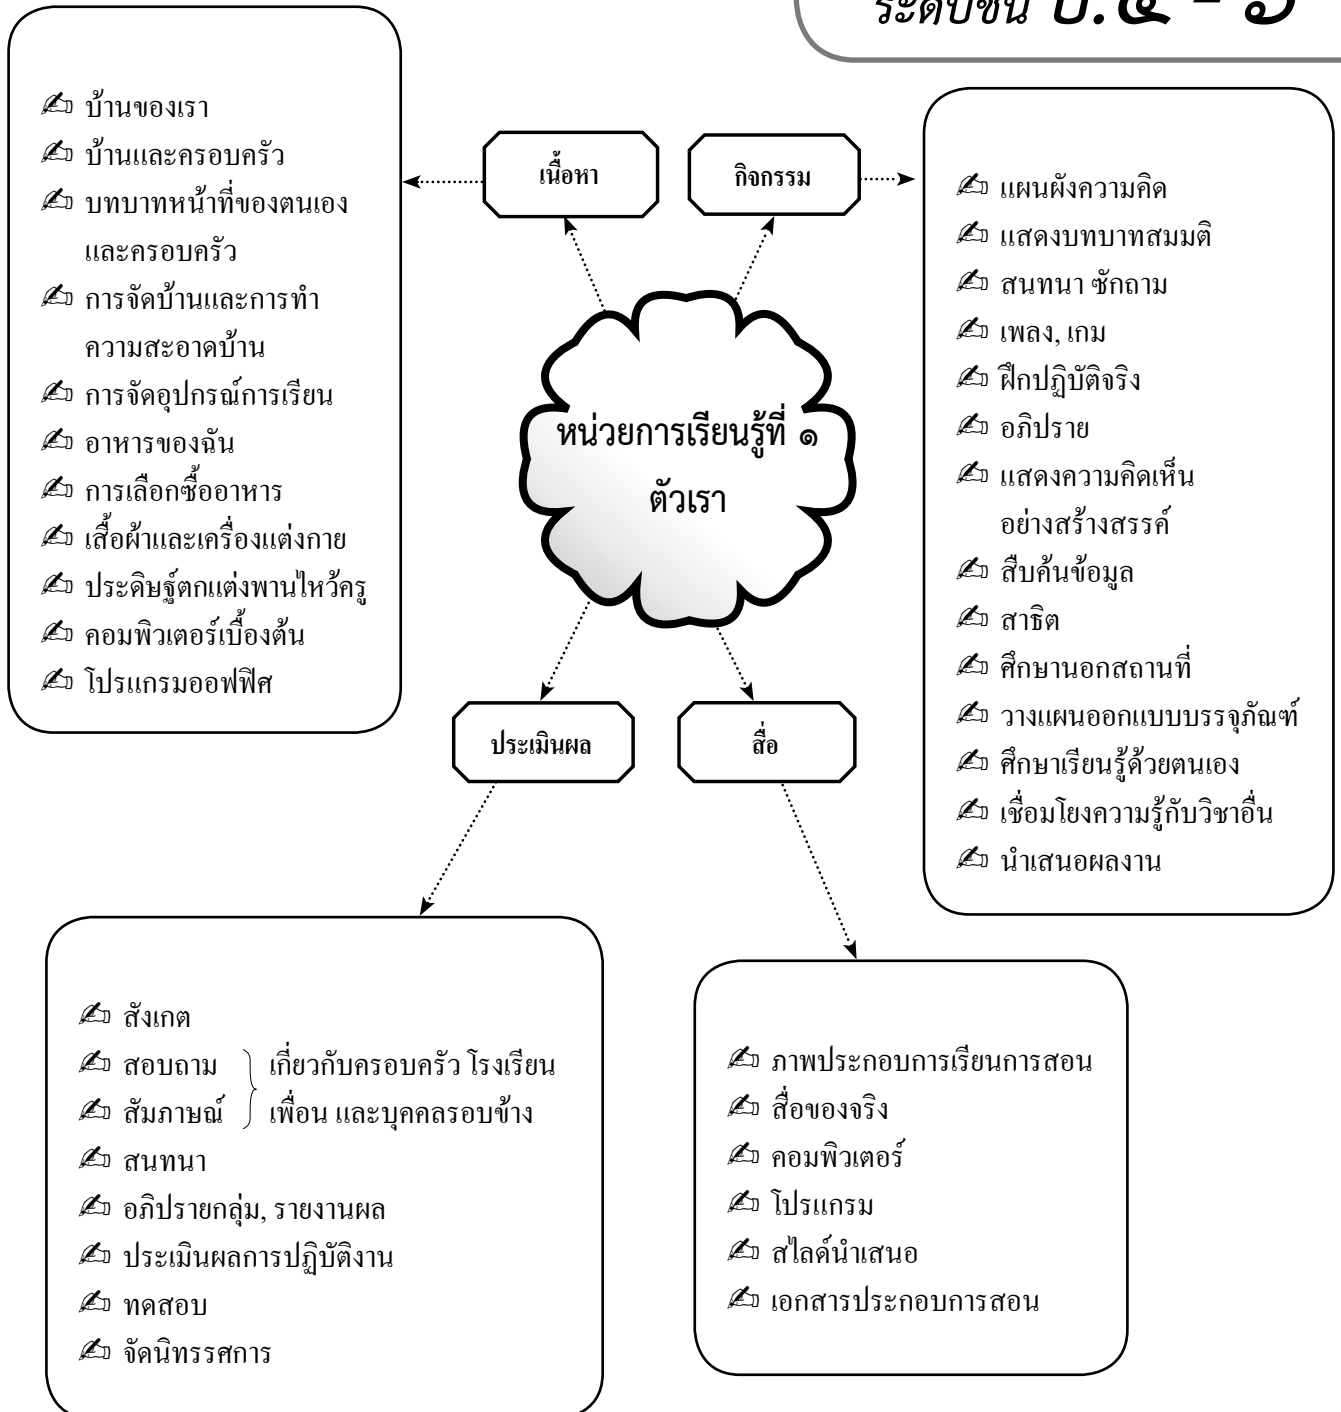 ระดับชั้น ป.๔ - ๖
บ้านของเรา
บ้านและครอบครัว
บทบาทหน้าที่ของตนเอง
และครอบครัว
การจัดบ้านและการทำ
ความสะอาดบ้าน
การจัดอุปกรณ์การเรียน
อาหารของฉัน
การเลือกซื้ออาหาร
เสื้อผ้าและเครื่องแต่งกาย
ประดิษฐ์ตกแต่งพานไหว้ครู
คอมพิวเตอร์เบื้องต้น
โปรแกรมออฟฟิศ
เนื้อหา
กิจกรรม
แผนผังความคิด
แสดงบทบาทสมมติ
สนทนา ซักถาม
เพลง, เกม
ฝึกปฏิบัติจริง
อภิปราย
แสดงความคิดเห็น
อย่างสร้างสรรค์
สืบค้นข้อมูล
สาธิต
ศึกษานอกสถานที่
วางแผนออกแบบบรรจุภัณฑ์
ศึกษาเรียนรู้ด้วยตนเอง
เชื่อมโยงความรู้กับวิชาอื่น
นำเสนอผลงาน
หน่วยการเรียนรู้ที่ ๑
ตัวเรา
ประเมินผล
สื่อ
สังเกต
สอบถาม เกี่ยวกับครอบครัว โรงเรียน
สัมภาษณ์ เพื่อน และบุคคลรอบข้าง
สนทนา
อภิปรายกลุ่ม, รายงานผล
ประเมินผลการปฏิบัติงาน
ทดสอบ
จัดนิทรรศการ
ภาพประกอบการเรียนการสอน
สื่อของจริง
คอมพิวเตอร์
โปรแกรม
สไลด์นำเสนอ
เอกสารประกอบการสอน